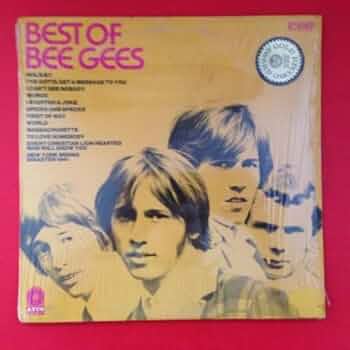 BEST OF
BEE GEES
HOLIDAY
I'VE GOTTA GET A MESSAGE TO YOU
I CAN'T SEE NOBODY
WORDS
I STARTED A JOKE
SPICKS AND SPECKS
FIRST OF MAY
WORLD
MASSACHUSETTS
TO LOVE SOMEBODY
EVERY CHRISTIAN LION HEARTED
MAN WILL SHOW YOU
NEW YORK MINING
DISASTER 1941
ATCO